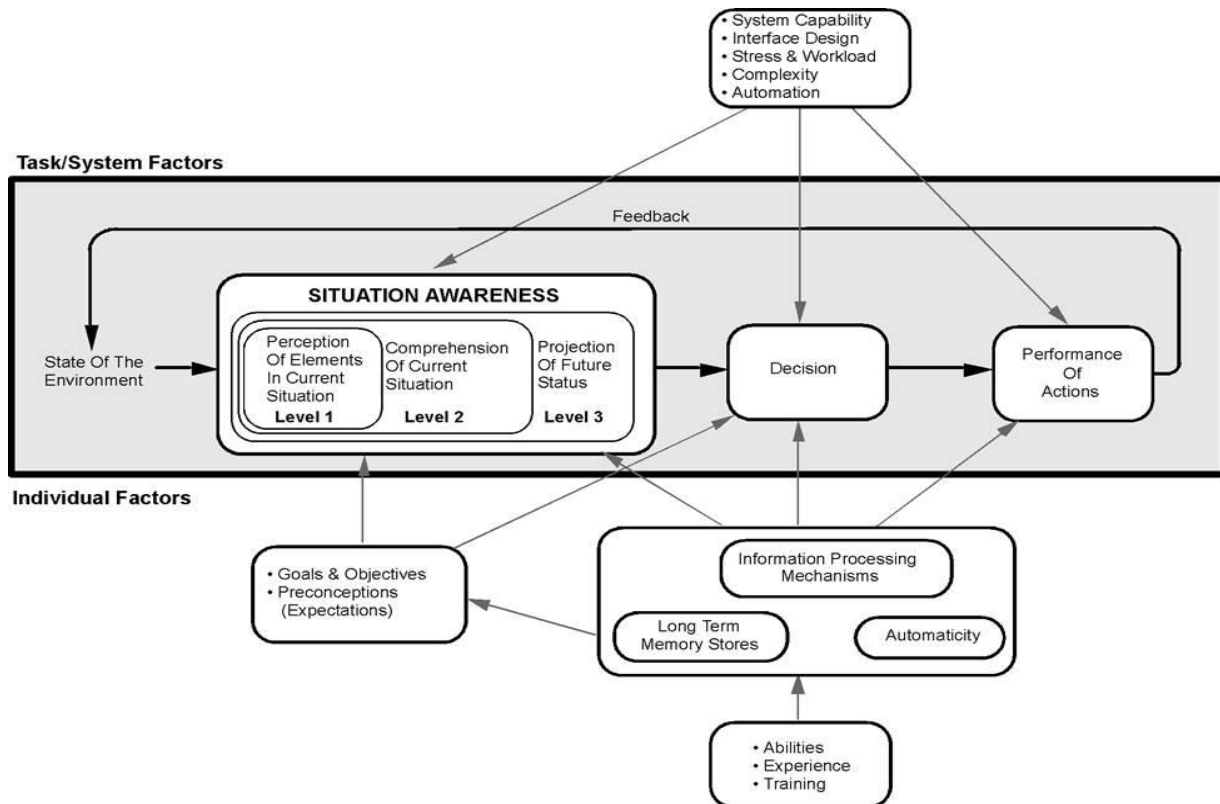 • System Capability
• Interface Design
• Stress & Workload
• Complexity
• Automation
Task/System Factors
Feedback
SITUATION AWARENESS
State Of The
Environment
Perception
Of Elements
In Current
Situation
Level 1
Comprehension
Of Current
Situation
Level 2
Projection
Of Future
Status
Level 3
Decision
Performance
Of
Actions
Individual Factors
• Goals & Objectives
• Preconceptions
(Expectations)
Information Processing
Mechanisms
Long Term
Memory Stores
Automaticity
• Abilities
• Experience
• Training